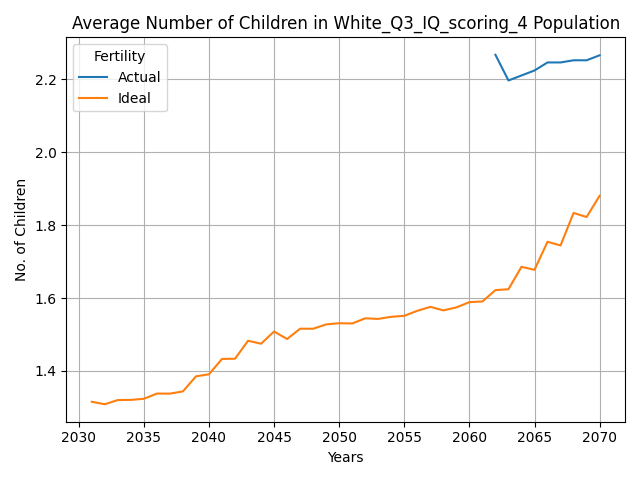 Average Number of Children in White_Q3_IQ_scoring_4 Population
Fertility
Actual
Ideal
No. of Children
2.2
2.0
1.8
1.6
1.4
2030 2035 2040 2045 2050 2055 2060 2065 2070
Years